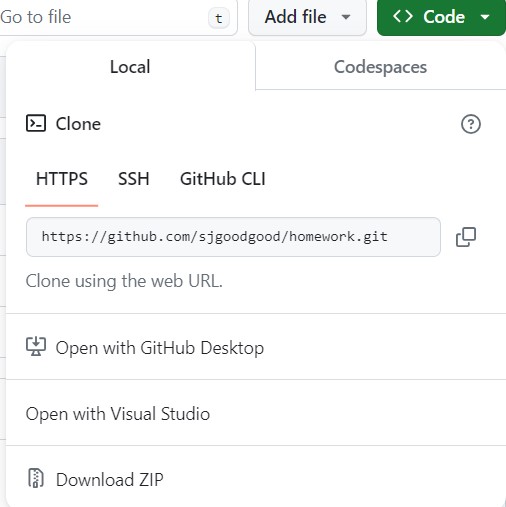 Go to file t Add file <> Code
Local Codespaces
Clone
HTTPS SSH GitHub CLI
https://github.com/sjgoodgood/homework.git
Clone using the web URL.
Open with GitHub Desktop
Open with Visual Studio
Download ZIP